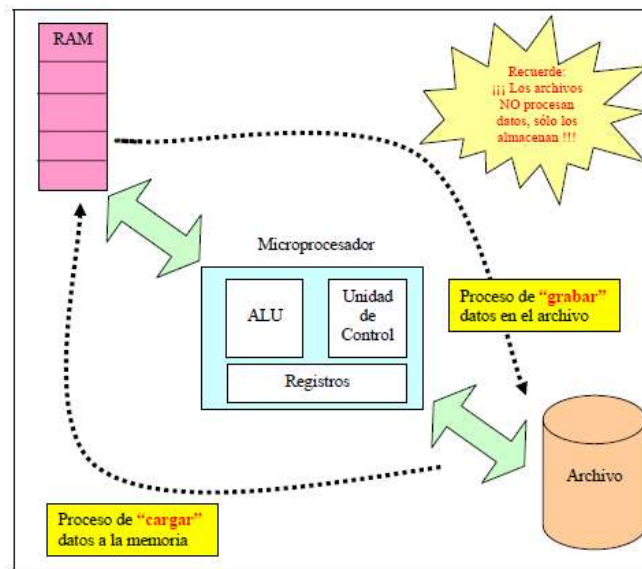 RAM
Recuerde:
¡¡¡ Los archivos
NO procesan
datos, sólo los
almacenan !!!
Microprocesador
ALU
Unidad
de
Control
Registros
Proceso de “grabar”
datos en el archivo
Archivo
Proceso de “cargar”
datos a la memoria